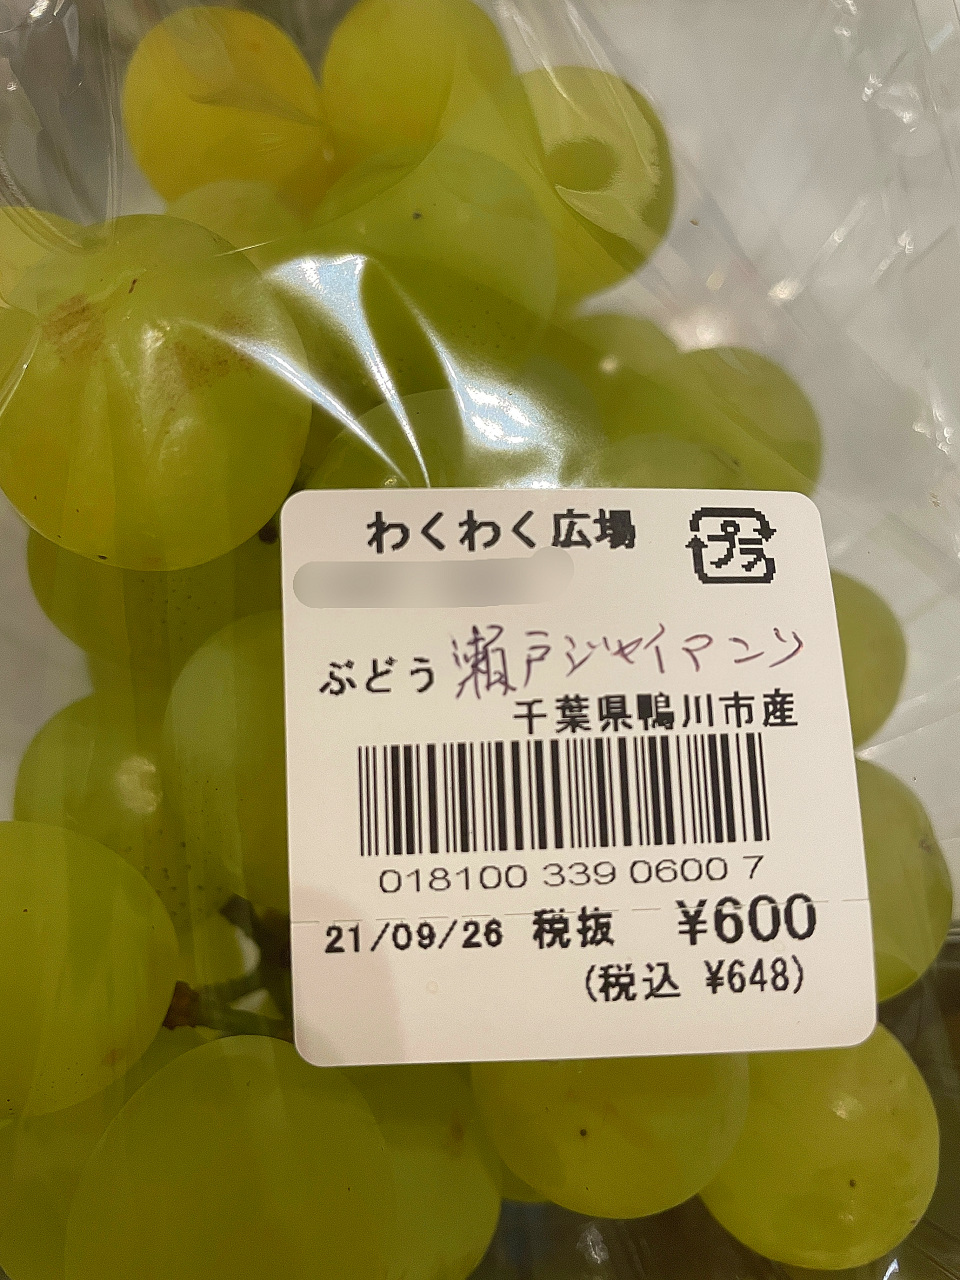 わくわく広場
プラ
ぶどう 瀬戸ジャイアンツ
千葉県鴨川市産
018100 339 0600 7
21/09/26 税抜 ¥600
(税込 ¥648)